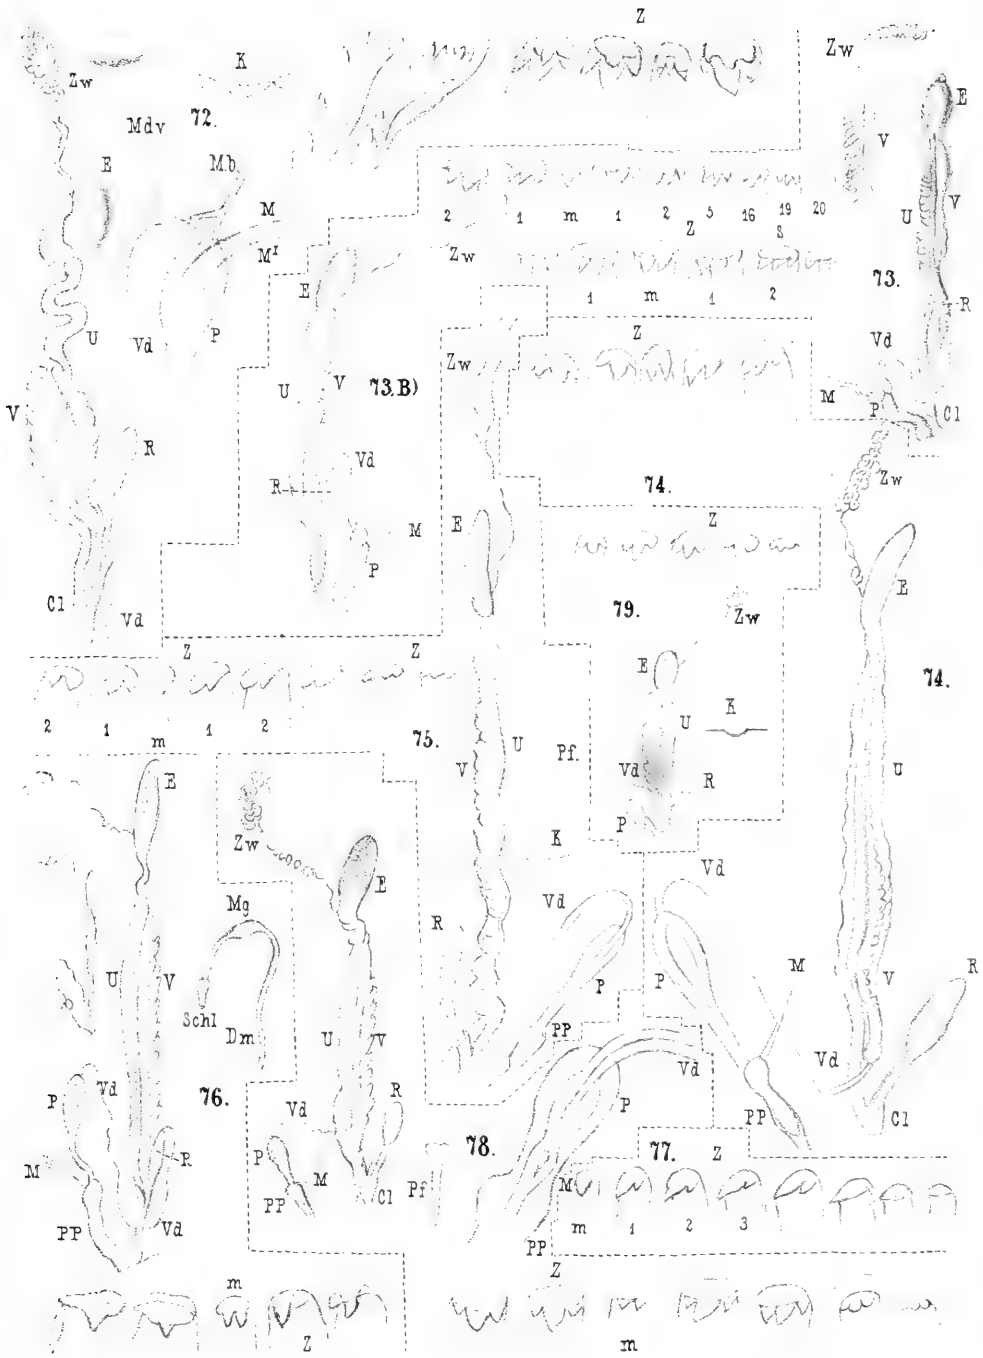 Z
Zw
K
Zw
E
72.
Mdv
V
E
Mb
M
V
U
2 1 m 1 2 5 16 19 20
Z S
M¹
Zw
E
73.
1 m 1 2
R
U
Vd
P
Z
Vd
Zw
V
U
V
73.B)
M
P
Cl
R
Vd
Zw
R
74.
E
M
Z
P
E
Cl
79.
Zw
Vd
Z
Z
E
74.
K
U
2 1 m 1 2
75.
U
Pf.
V
U
E
Vd
R
P
K
Zw
Vd
E
Vd
Mg
R
U
V
P
P
M
V
R
Schl
Dm
PP
U
V
Vd
Vd
P
Vd
76.
Vd
R
P
PP
Cl
78.
77.
Z
M
R
P
M
Cl
Pf
M
PP
PP
Vd
m 1 2 3
PP
Z
m
Z
m